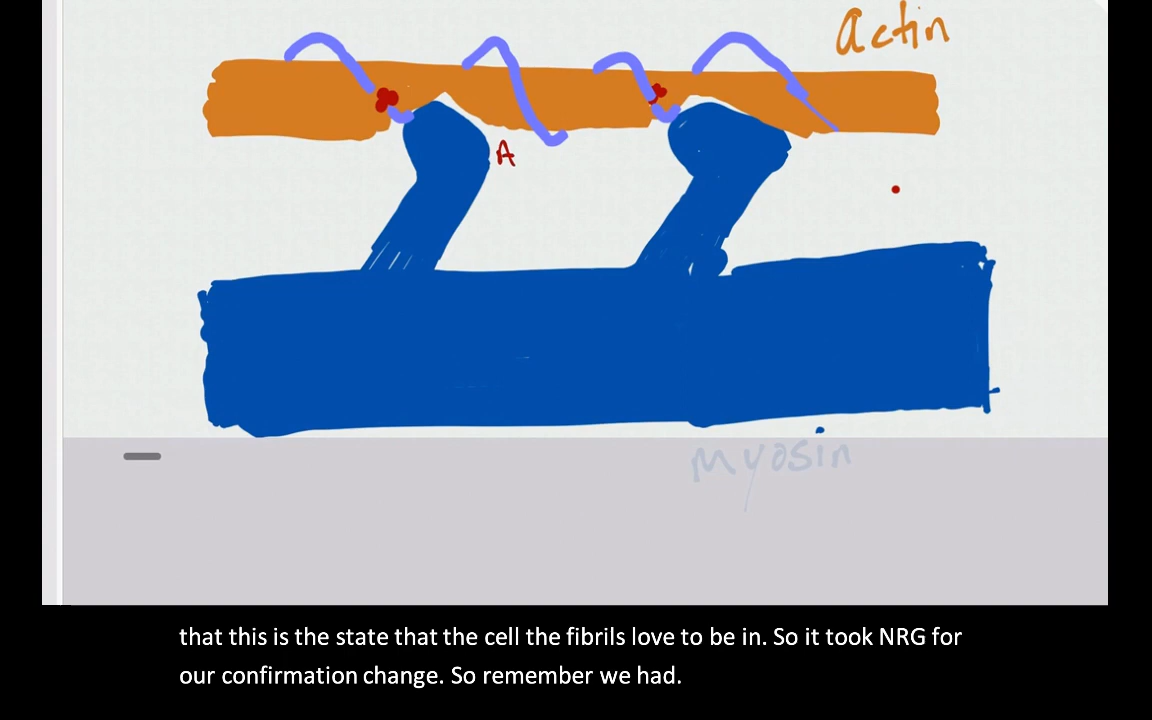 Actin
A
Myosin
that this is the state that the cell the fibrils love to be in. So it took NRG for
our confirmation change. So remember we had.